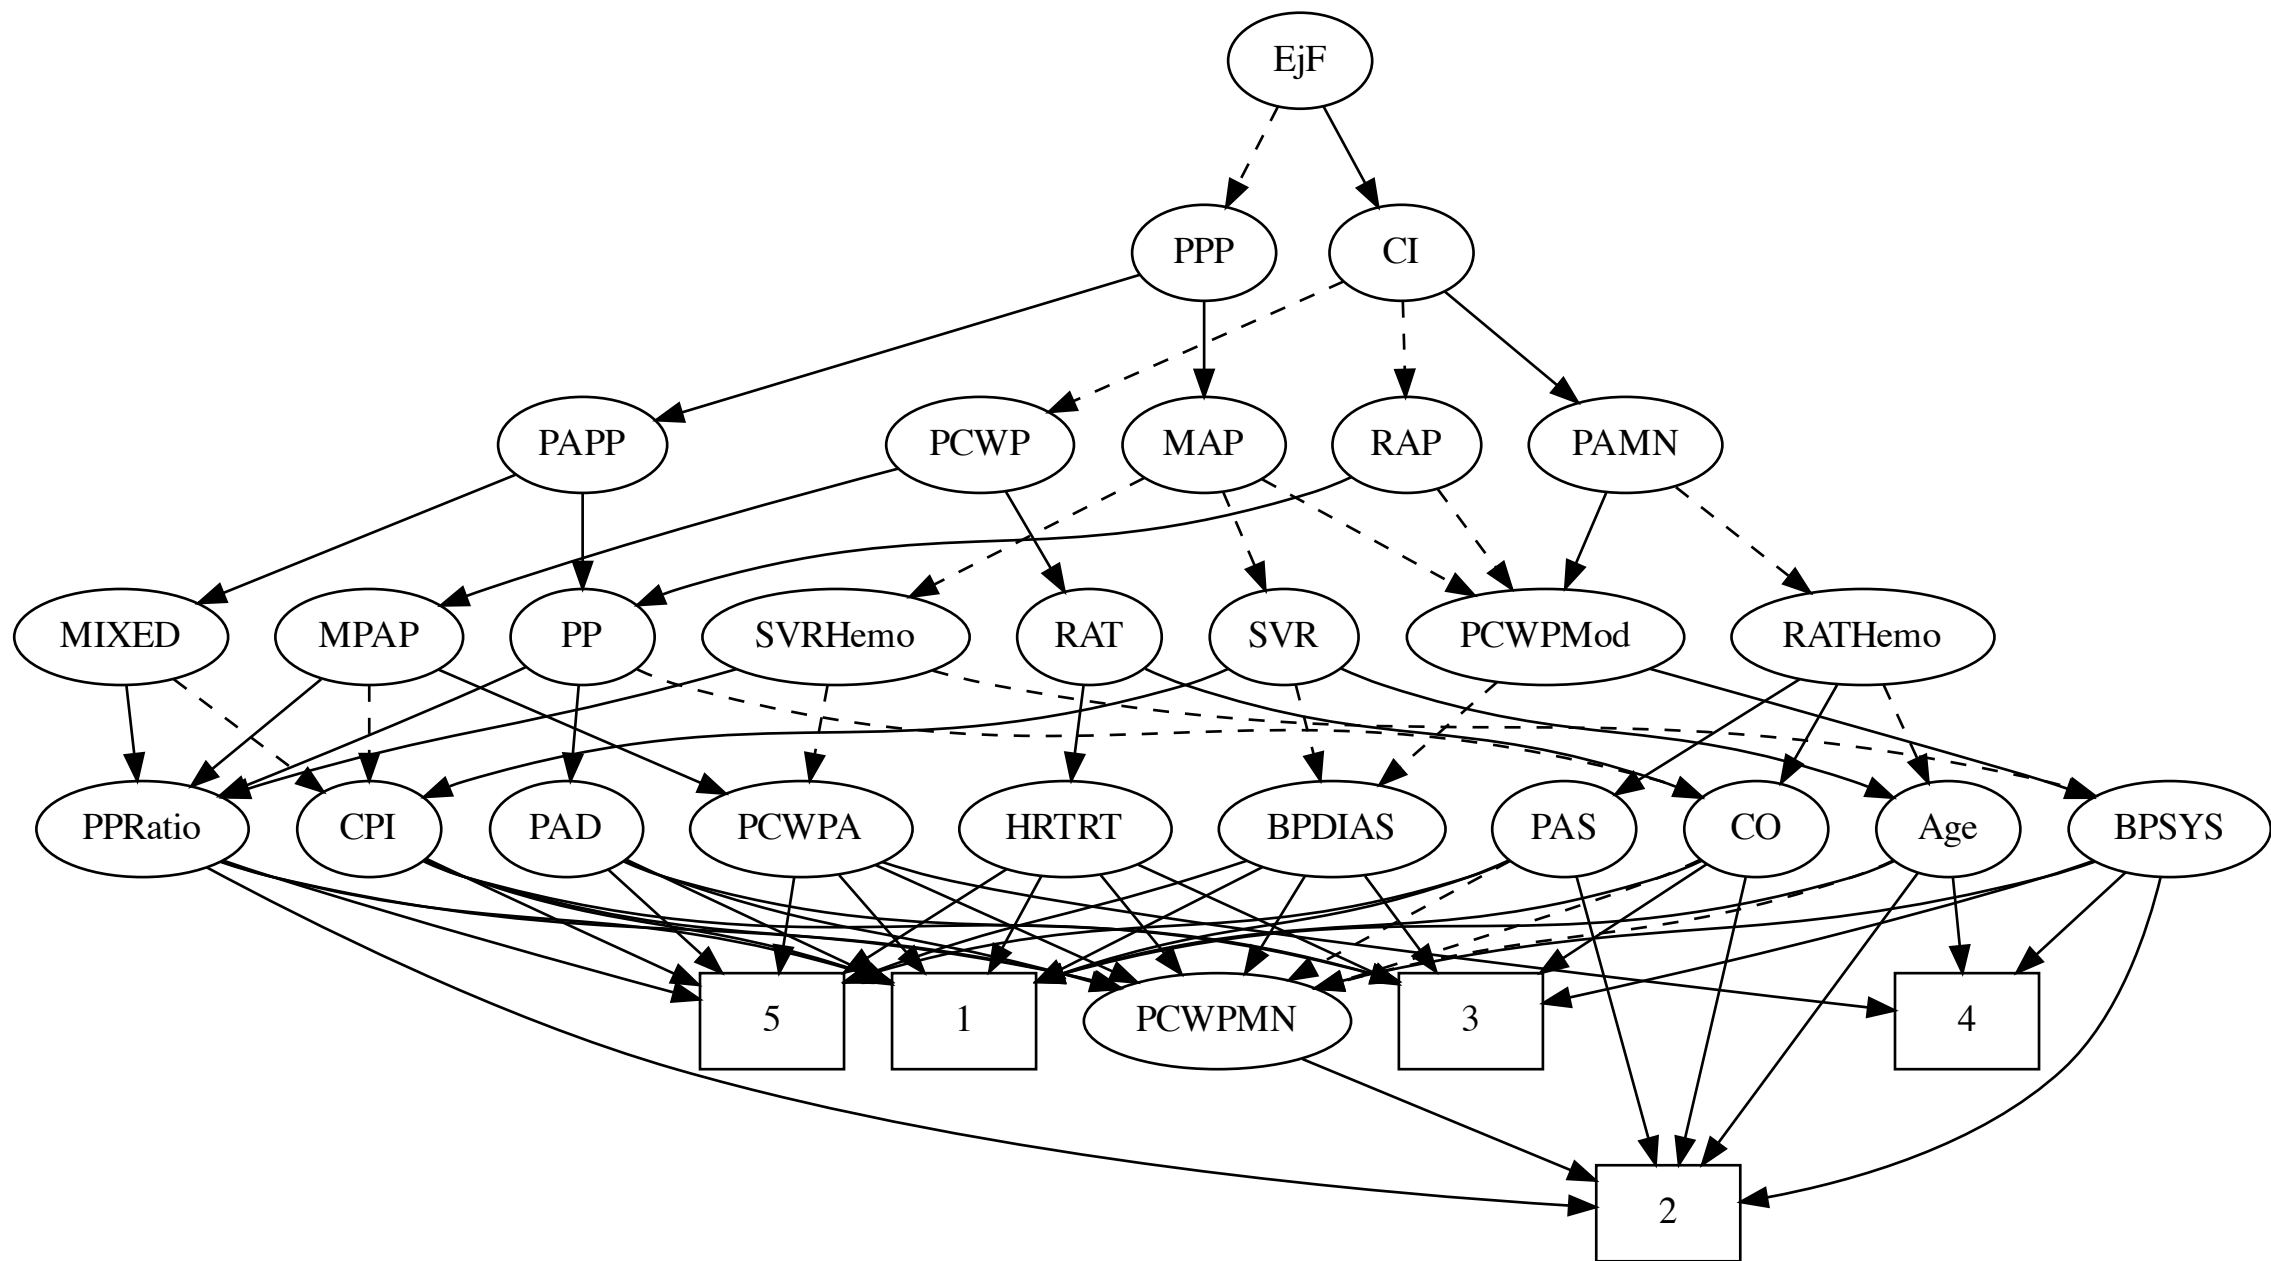 EjF
PPP
CI
PAPP
PCWP
MAP
RAP
PAMN
MIXED
MPAP
PP
SVRHemo
RAT
SVR
PCWPMod
RATHemo
PPRatio
CPI
PAD
PCWPA
HRTRT
BPDIAS
PAS
CO
Age
BPSYS
5
1
PCWPMN
3
4
2